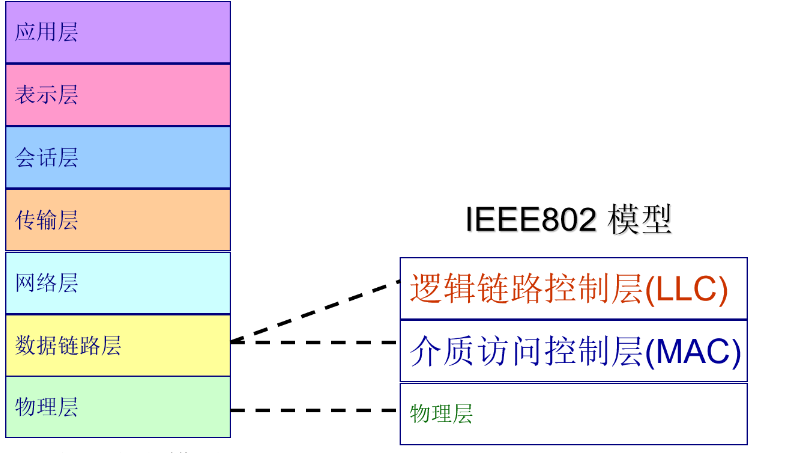 应用层
表示层
会话层
传输层
网络层
数据链路层
物理层
IEEE802 模型
逻辑链路控制层(LLC)
介质访问控制层(MAC)
物理层